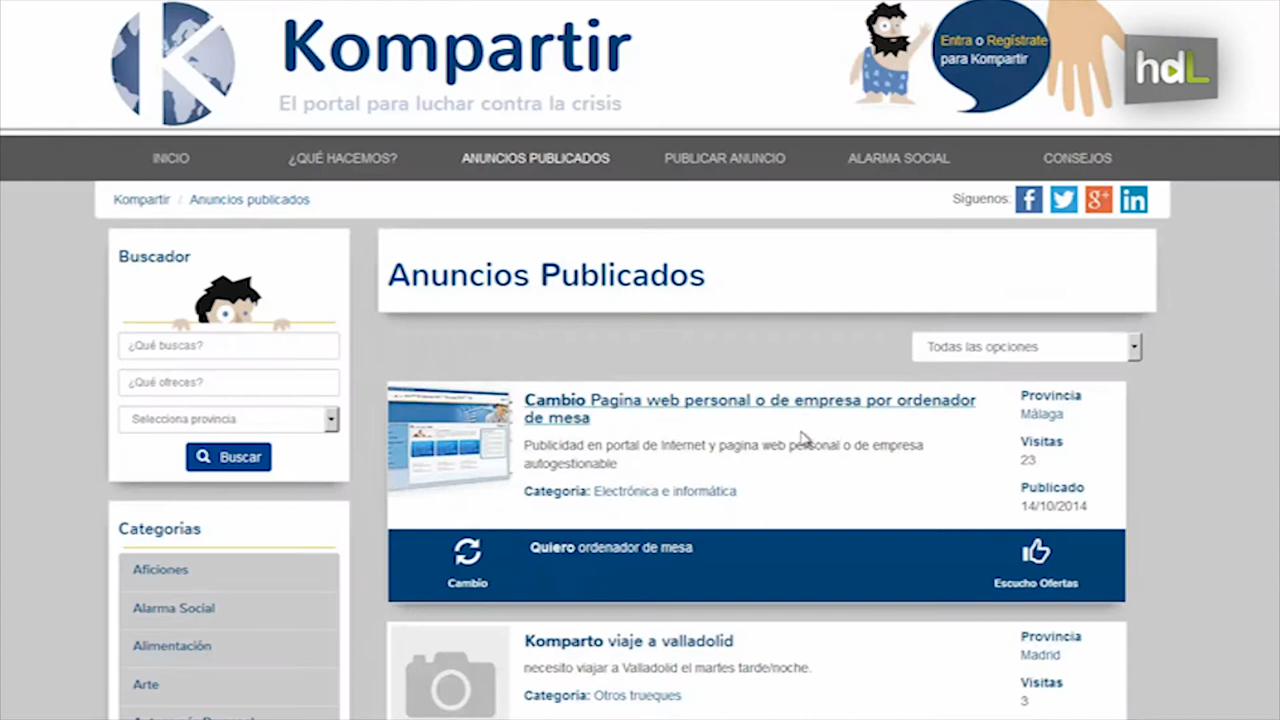 K
Kompartir
El portal para luchar contra la crisis
Entra o Regístrate
para Kompartir
hdL
INICIO
¿QUÉ HACEMOS?
ANUNCIOS PUBLICADOS
PUBLICAR ANUNCIO
ALARMA SOCIAL
CONSEJOS
Kompartir / Anuncios publicados
Síguenos:
Buscador
¿Qué buscas?
¿Qué ofreces?
Selecciona provincia
Buscar
Categorias
Aficiones
Alarma Social
Alimentación
Arte
Anuncios Publicados
Todas las opciones
Cambio Pagina web personal o de empresa por ordenador
de mesa
Publicidad en portal de Internet y pagina web personal o de empresa
autogestionable
Categoria: Electrónica e informática
Provincia
Málaga
Visitas
23
Publicado
14/10/2014
Cambio
Quiero ordenador de mesa
Escucho Ofertas
Komparto viaje a valladolid
necesito viajar a Valladolid el martes tarde/noche.
Categoria: Otros trueques
Provincia
Madrid
Visitas
3